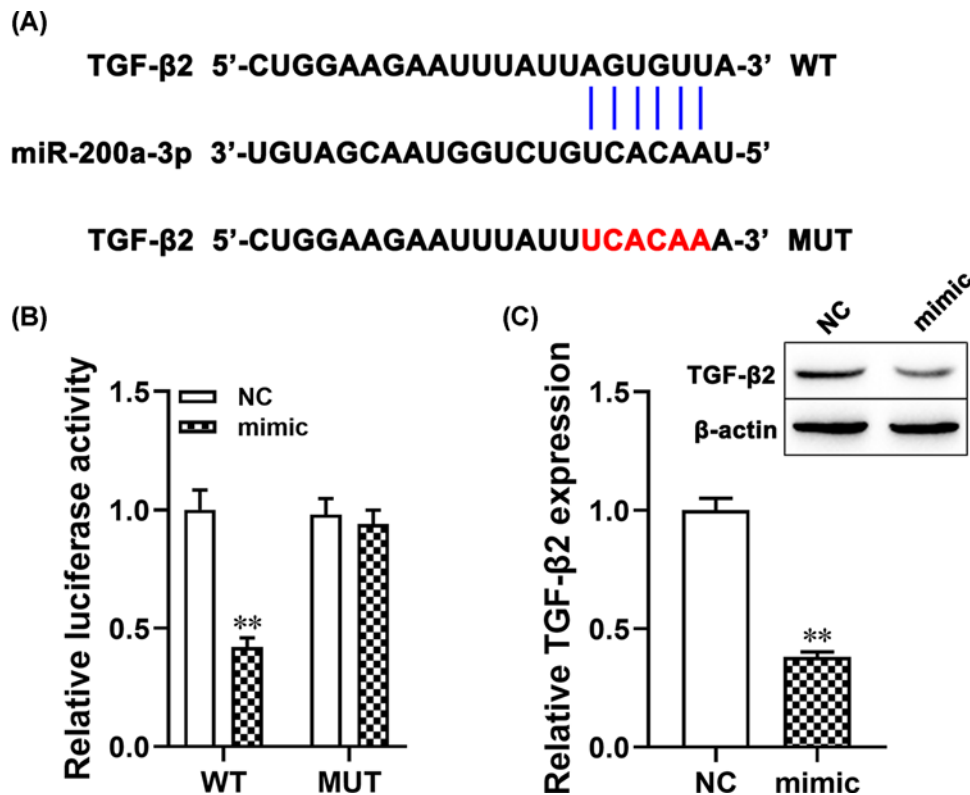 (A)
TGF-β2 5’-CUGGAAGAAUUUAUUAGUGUUA-3’ WT
miR-200a-3p 3’-UGUAGCAAUGGUCUGUCACAAU-5’
TGF-β2 5’-CUGGAAGAAUUUAUUUCACAAA-3’ MUT
(B)
Relative luciferase activity
1.5
1.0
0.5
0.0
NC
mimic
**
WT MUT
(C)
Relative TGF-β2 expression
1.5
1.0
0.5
0.0
NC mimic
TGF-β2
β-actin
**
NC mimic